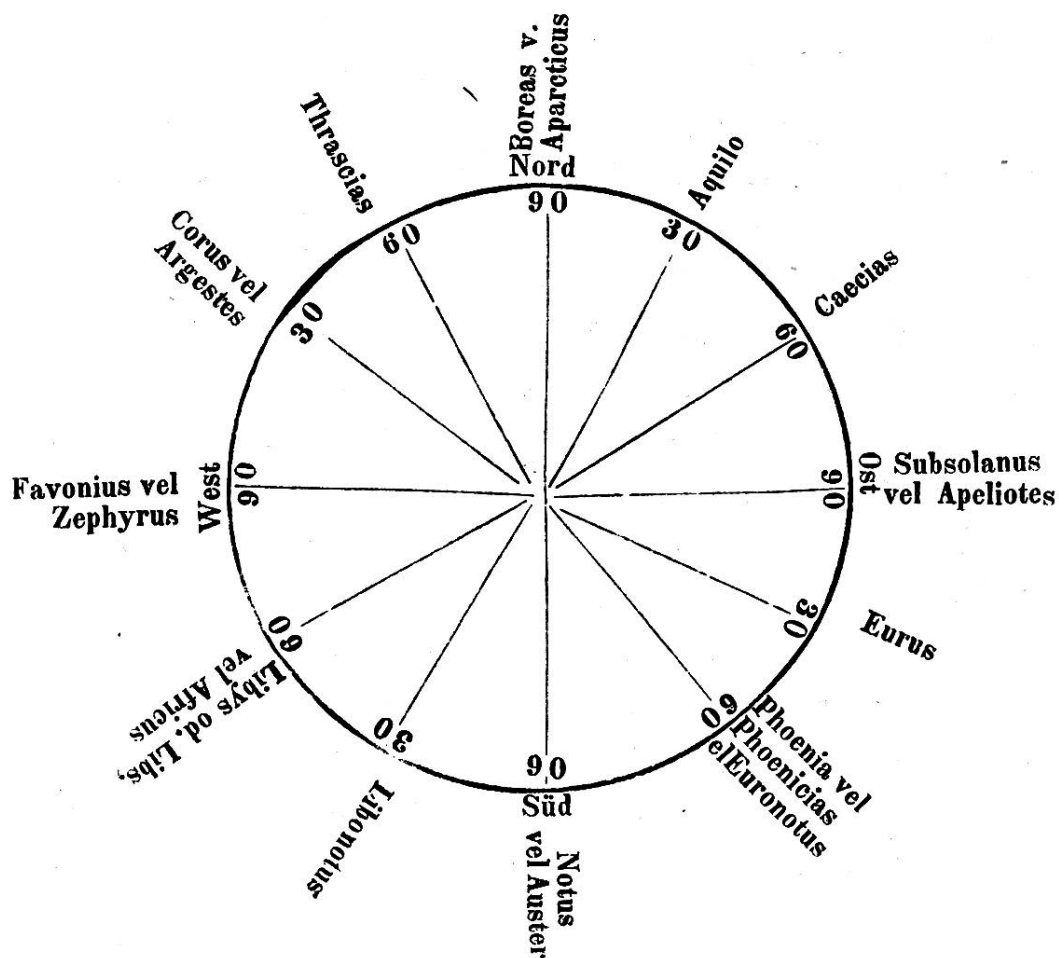 Boreas v.
Aparcticus
Nord
90
Aquilo
30
Caecias
60
Ost
90
Subsolanus
vel Apeliotes
Eurus
30
Phoenia vel
Phoenicias
elEuronotus
60
90
Süd
Notus
vel Auster
Libonotus
30
Libys od. Libs,
vel Africus
60
Favonius vel
Zephyrus
West
90
Corus vel
Argestes
30
Thrascias
60